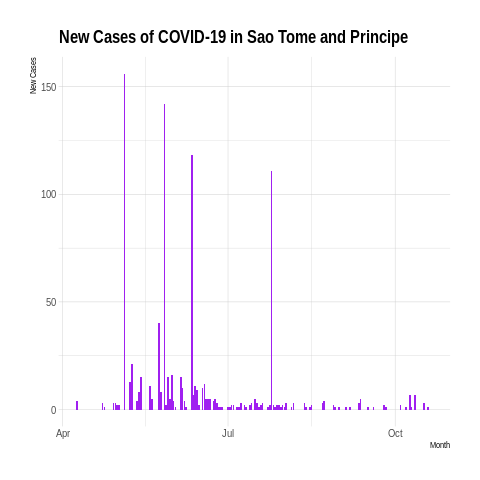 New Cases of COVID-19 in Sao Tome and Principe
New Cases
150
100
50
0
Apr Jul Oct
Month